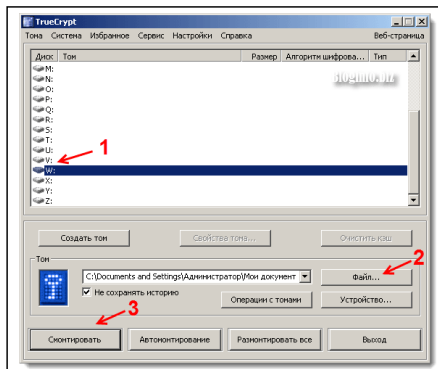 TrueCrypt
Тома Система Избранное Сервис Настройки Справка Веб-страница
Диск Том Размер Алгоритм шифрова... Тип
M:
N:
O:
P:
Q:
R:
S:
T:
U:
1
V:
W:
X:
Y:
Z:
Создать том Свойства тома... Очистить кэш
2
Том
C:\Documents and Settings\Администратор\Мои документ Файл...
Не сохранять историю Операции с томами Устройство...
3
Смонтировать Автомонтирование Размонтировать все Выход